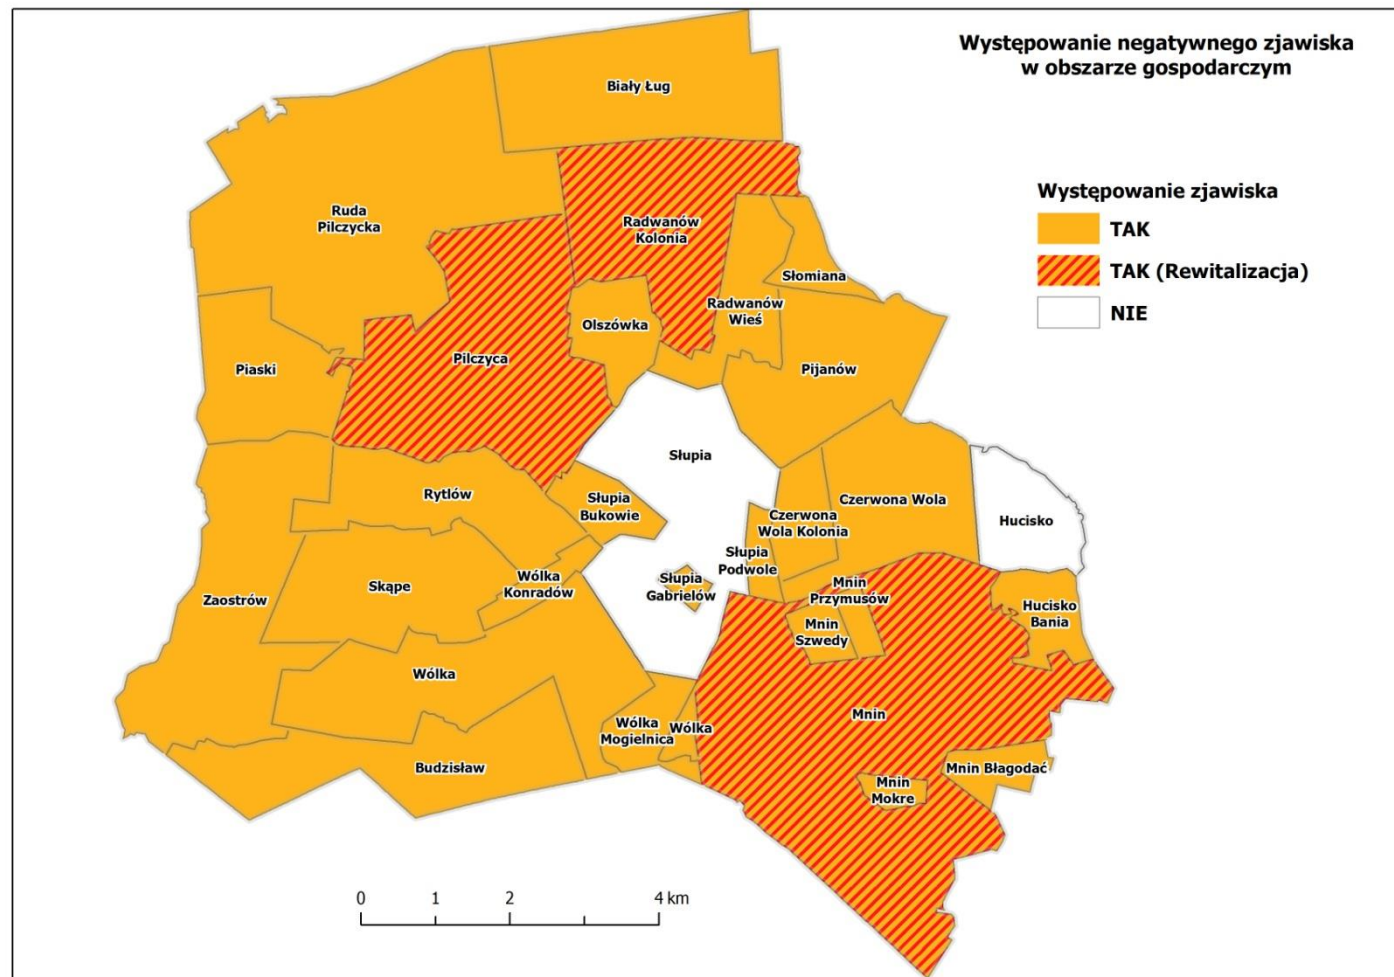 Występowanie negatywnego zjawiska
w obszarze gospodarczym
Występowanie zjawiska
TAK
TAK (Rewitalizacja)
NIE
Biały Ług
Ruda
Pilczycka
Radwanów
Kolonia
Słomiana
Radwanów
Wieś
Olszówka
Pilczyca
Piaski
Pijanów
Słupia
Rytlów
Słupia
Bukowie
Czerwona Wola
Czerwona
Wola Kolonia
Hucisko
Słupia
Podwole
Skąpe
Wólka
Konradów
Słupia
Gabrielów
Mnin
Przymusów
Zaostrów
Mnin
Szwedy
Hucisko
Bania
Wólka
Mnin
Wólka
Mogielnica
Wólka
Budzisław
Mnin Błagodać
Mnin
Mokre
0 1 2 4 km